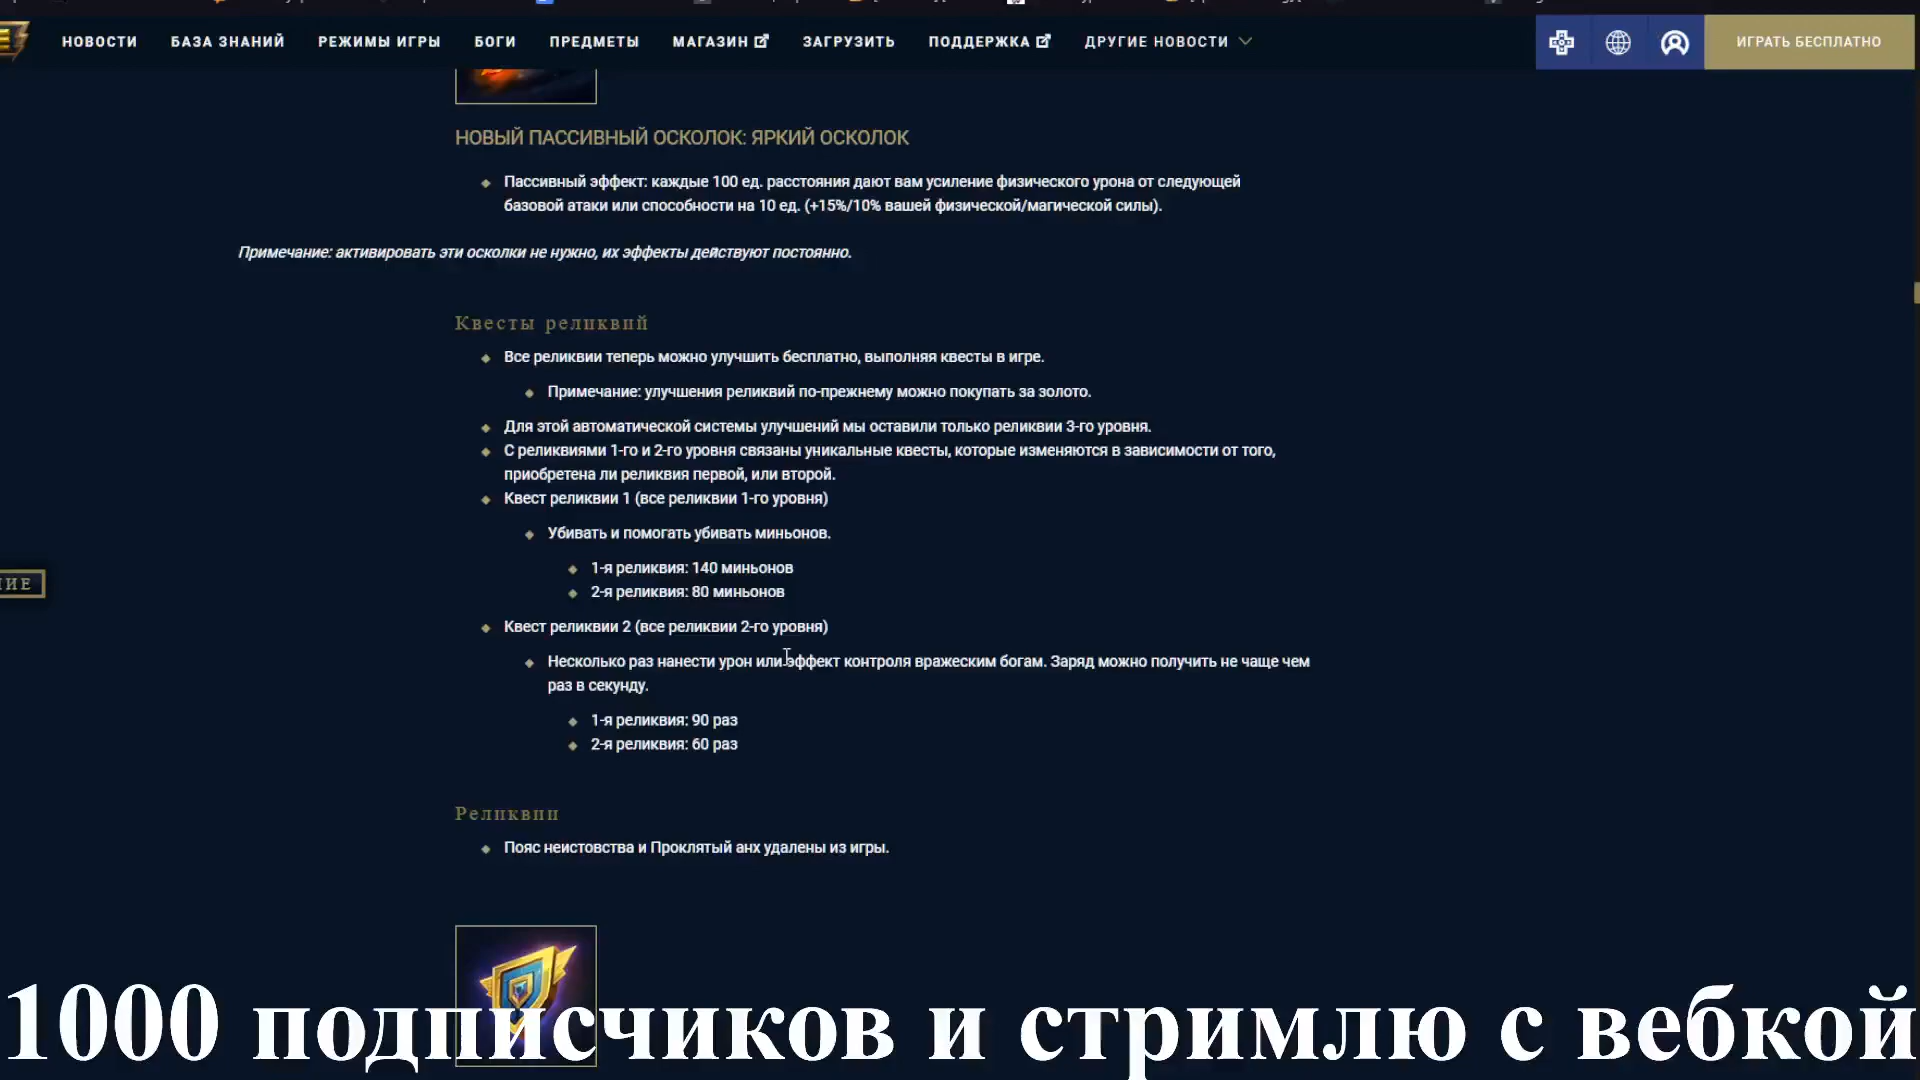 НОВОСТИ БАЗА ЗНАНИЙ РЕЖИМЫ ИГРЫ БОГИ ПРЕДМЕТЫ МАГАЗИН ЗАГРУЗИТЬ ПОДДЕРЖКА ДРУГИЕ НОВОСТИ ИГРАТЬ БЕСПЛАТНО
НОВЫЙ ПАССИВНЫЙ ОСКОЛОК: ЯРКИЙ ОСКОЛОК
Пассивный эффект: каждые 100 ед. расстояния дают вам усиление физического урона от следующей
базовой атаки или способности на 10 ед. (+15%/10% вашей физической/магической силы).
Примечание: активировать эти осколки не нужно, их эффекты действуют постоянно.
Квесты реликвий
Все реликвии теперь можно улучшить бесплатно, выполняя квесты в игре.
Примечание: улучшения реликвий по-прежнему можно покупать за золото.
Для этой автоматической системы улучшений мы оставили только реликвии 3-го уровня.
С реликвиями 1-го и 2-го уровня связаны уникальные квесты, которые изменяются в зависимости от того,
приобретена ли реликвия первой, или второй.
Квест реликвии 1 (все реликвии 1-го уровня)
Убивать и помогать убивать миньонов.
1-я реликвия: 140 миньонов
2-я реликвия: 80 миньонов
Квест реликвии 2 (все реликвии 2-го уровня)
Несколько раз нанести урон или эффект контроля вражеским богам. Заряд можно получить не чаще чем
раз в секунду.
1-я реликвия: 90 раз
2-я реликвия: 60 раз
Реликвии
Пояс неистовства и Проклятый анх удалены из игры.
1000 подписчиков и стримлю с вебкой